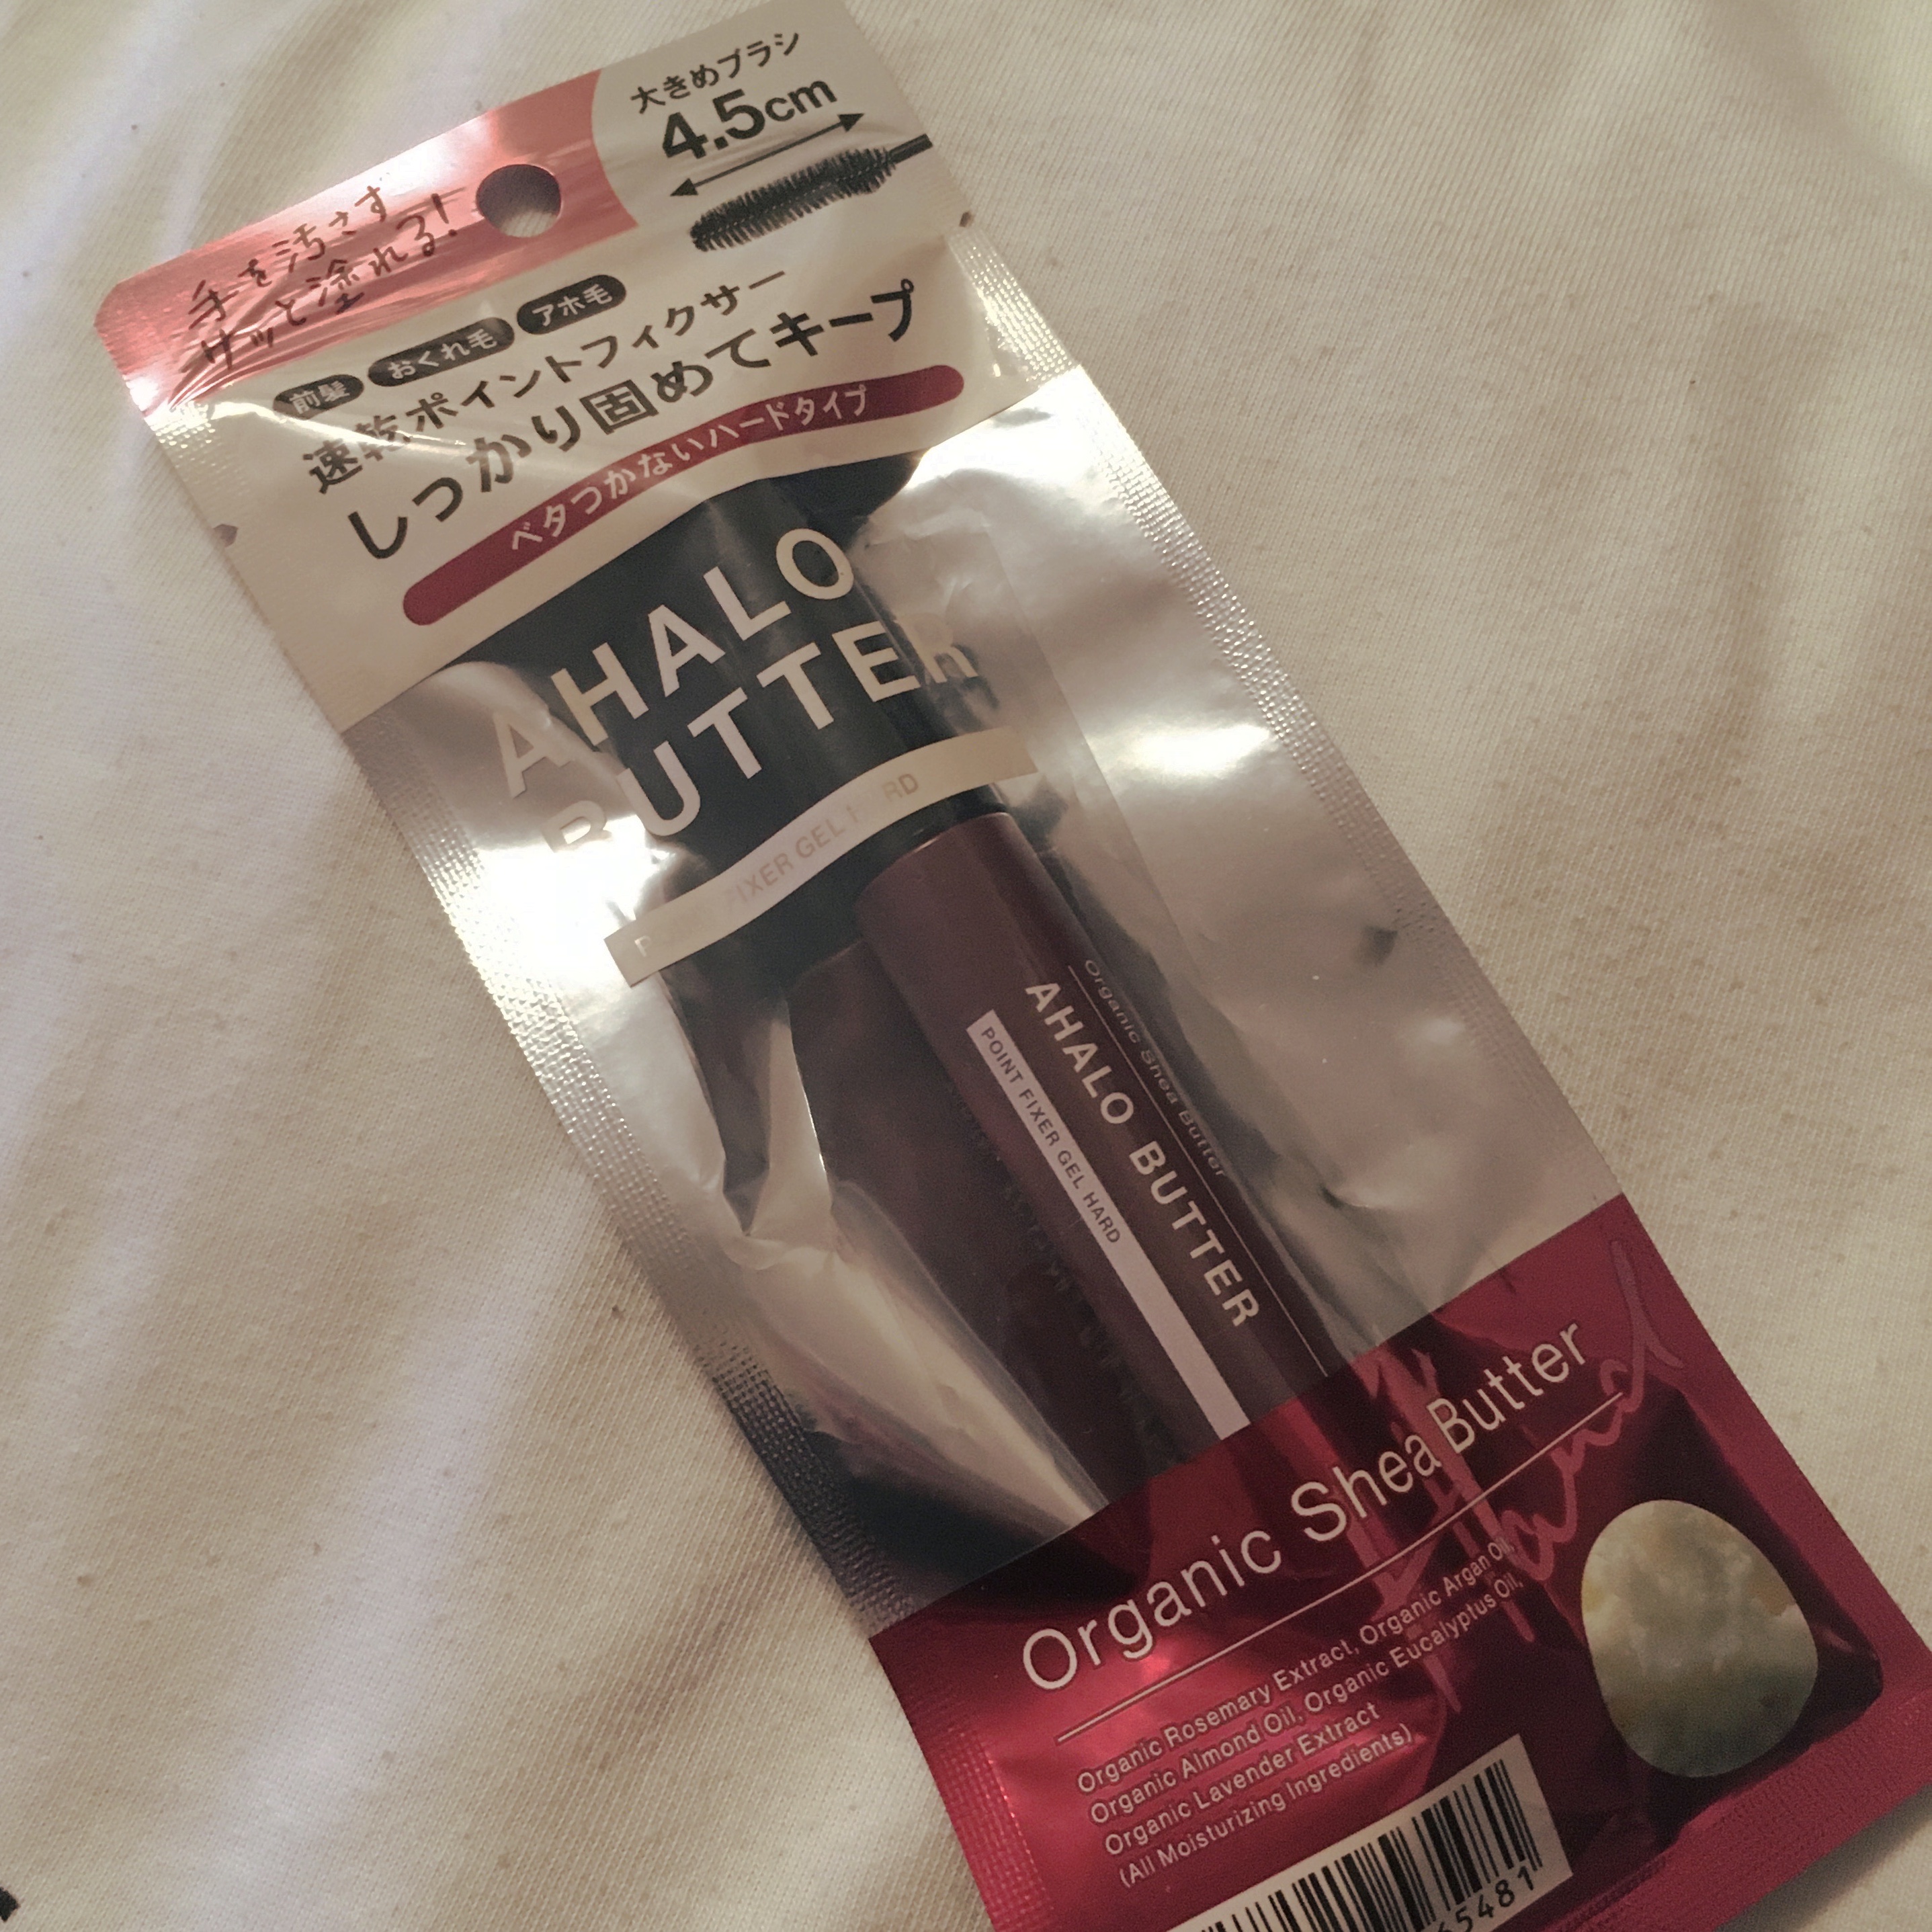 大きめブラシ
4.5cm
手を汚さず
サッと塗れる!
前髪 おくれ毛 アホ毛
速乾ポイントフィクサー
しっかり固めてキープ
ベタつかないハードタイプ
AHALO
BUTTER
FIXER GEL
Organic Shea Butter
AHALO BUTTER
POINT FIXER GEL HARD
Hard
Organic Shea Butter
Organic Rosemary Extract, Organic Argan Oil,
Organic Almond Oil, Organic Eucalyptus Oil,
Organic Lavender Extract
(All Moisturizing Ingredients)
65481